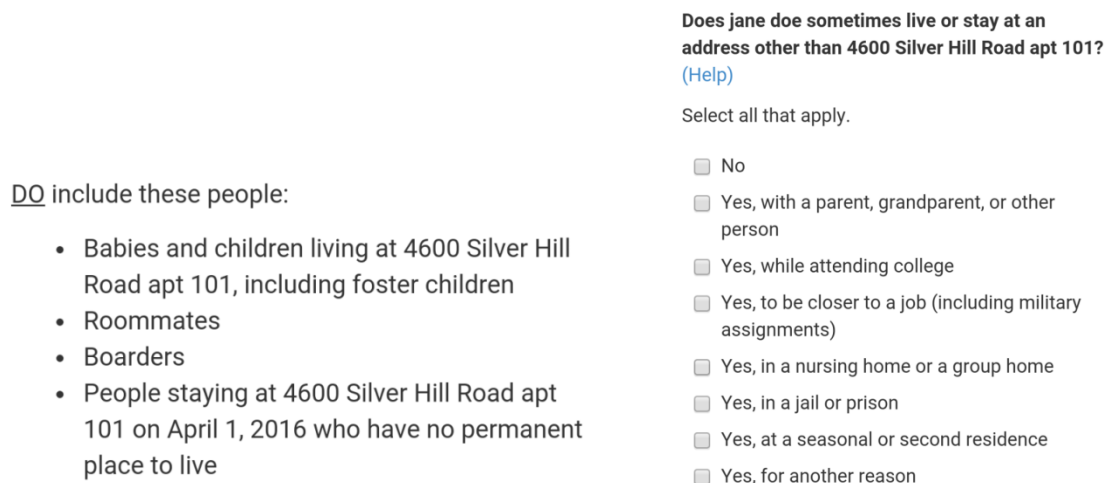 DO include these people:
• Babies and children living at 4600 Silver Hill
Road apt 101, including foster children
• Roommates
• Boarders
• People staying at 4600 Silver Hill Road apt
101 on April 1, 2016 who have no permanent
place to live
Does jane doe sometimes live or stay at an
address other than 4600 Silver Hill Road apt 101?
(Help)
Select all that apply.
No
Yes, with a parent, grandparent, or other
person
Yes, while attending college
Yes, to be closer to a job (including military
assignments)
Yes, in a nursing home or a group home
Yes, in a jail or prison
Yes, at a seasonal or second residence
Yes, for another reason